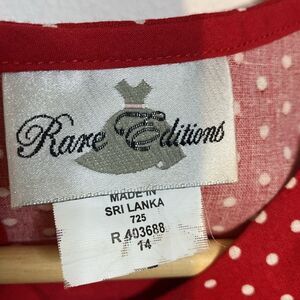 Rare Editions
MADE IN
SRI LANKA
725
R 403688
14